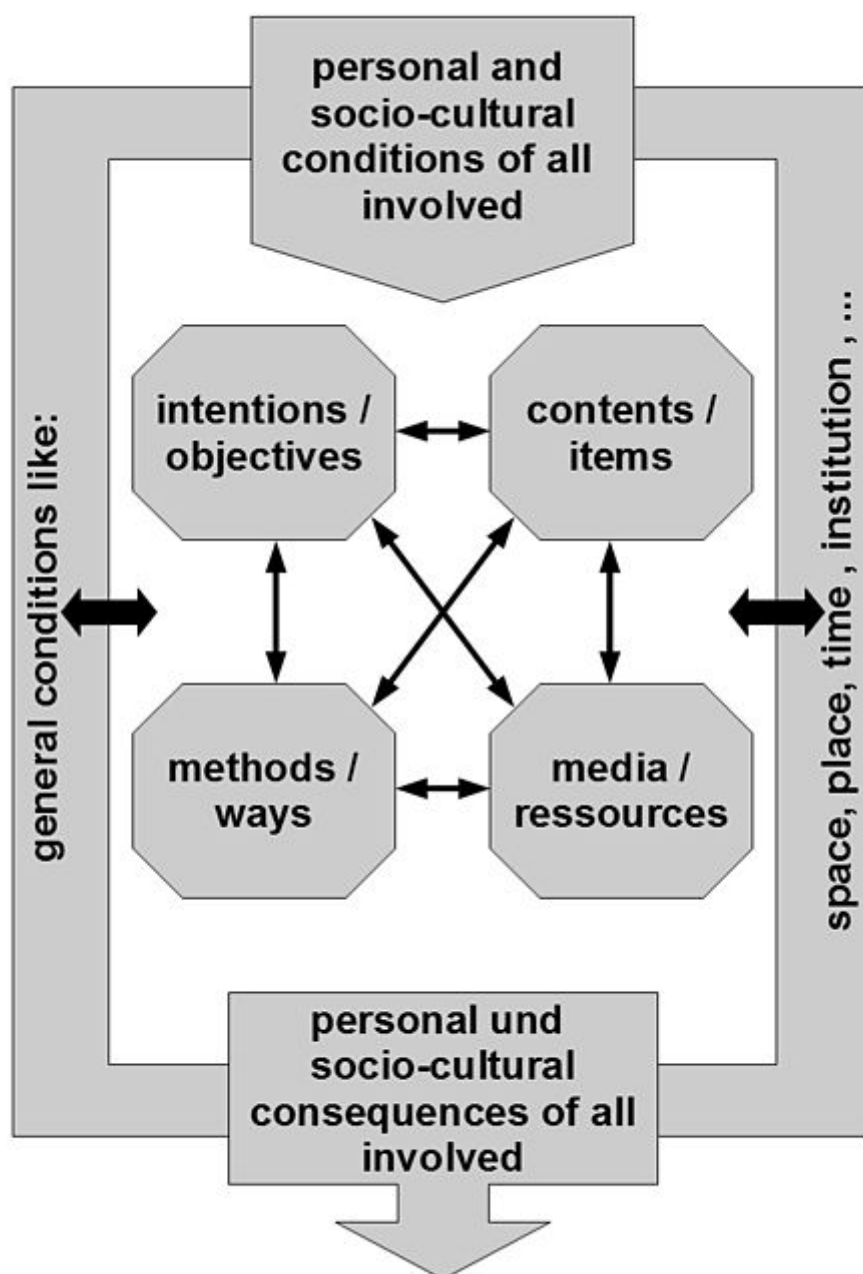 personal and
socio-cultural
conditions of all
involved
general conditions like:
space, place, time , institution , ...
intentions /
objectives
contents /
items
methods /
ways
media /
ressources
personal und
socio-cultural
consequences of all
involved